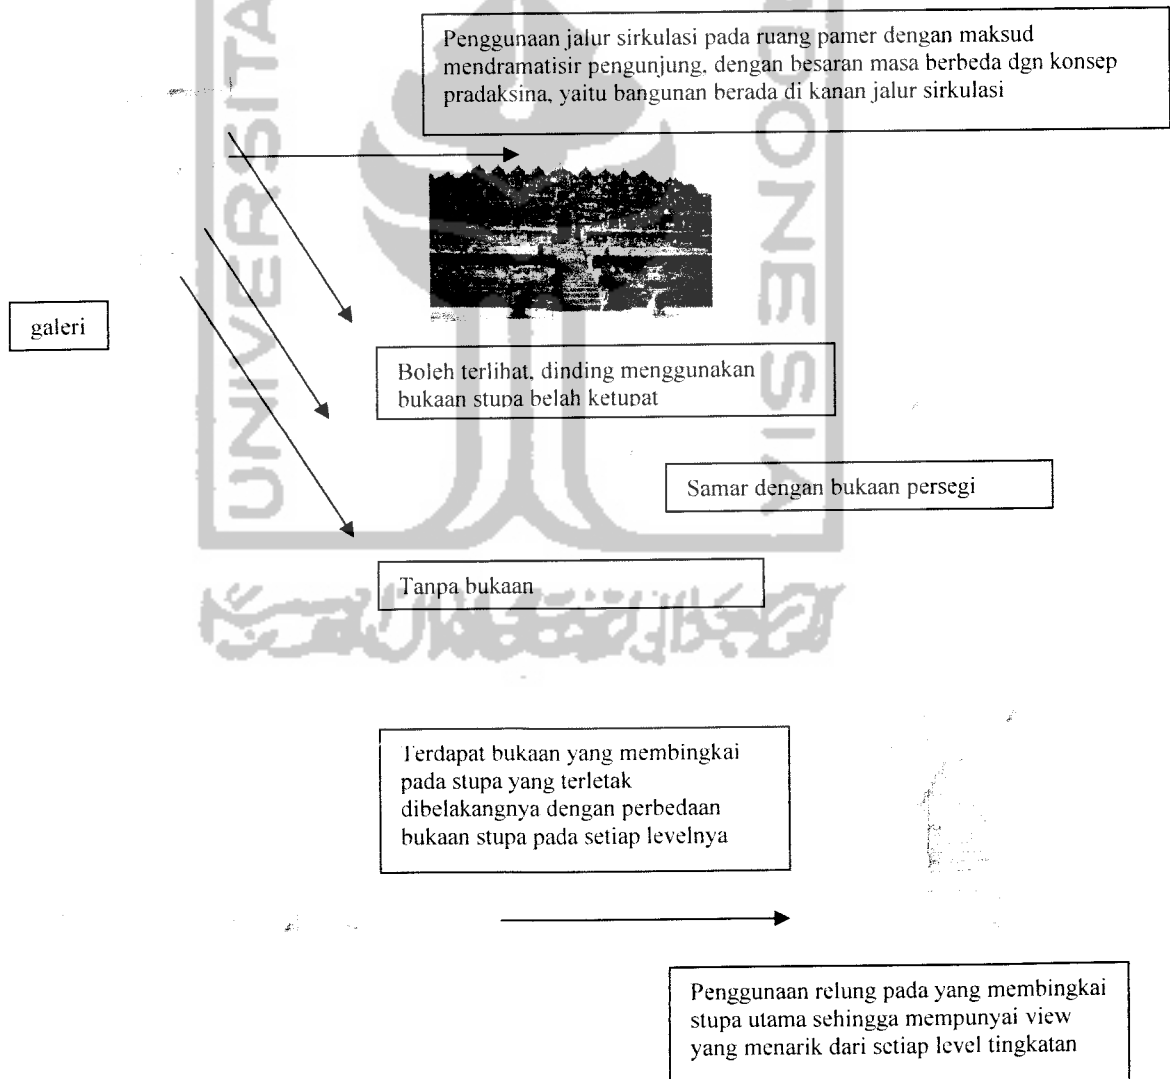 Penggunaan jalur sirkulasi pada ruang pamer dengan maksud
mendramatisir pengunjung, dengan besaran masa berbeda dgn konsep
pradaksina, yaitu bangunan berada di kanan jalur sirkulasi
galeri
Boleh terlihat, dinding menggunakan
bukaan stupa belah ketupat
Samar dengan bukaan persegi
Tanpa bukaan
Terdapat bukaan yang membingkai
pada stupa yang terletak
dibelakangnya dengan perbedaan
bukaan stupa pada setiap levelnya
Penggunaan relung pada yang membingkai
stupa utama sehingga mempunyai view
yang menarik dari setiap level tingkatan
UNIVERSITA
ONESIA